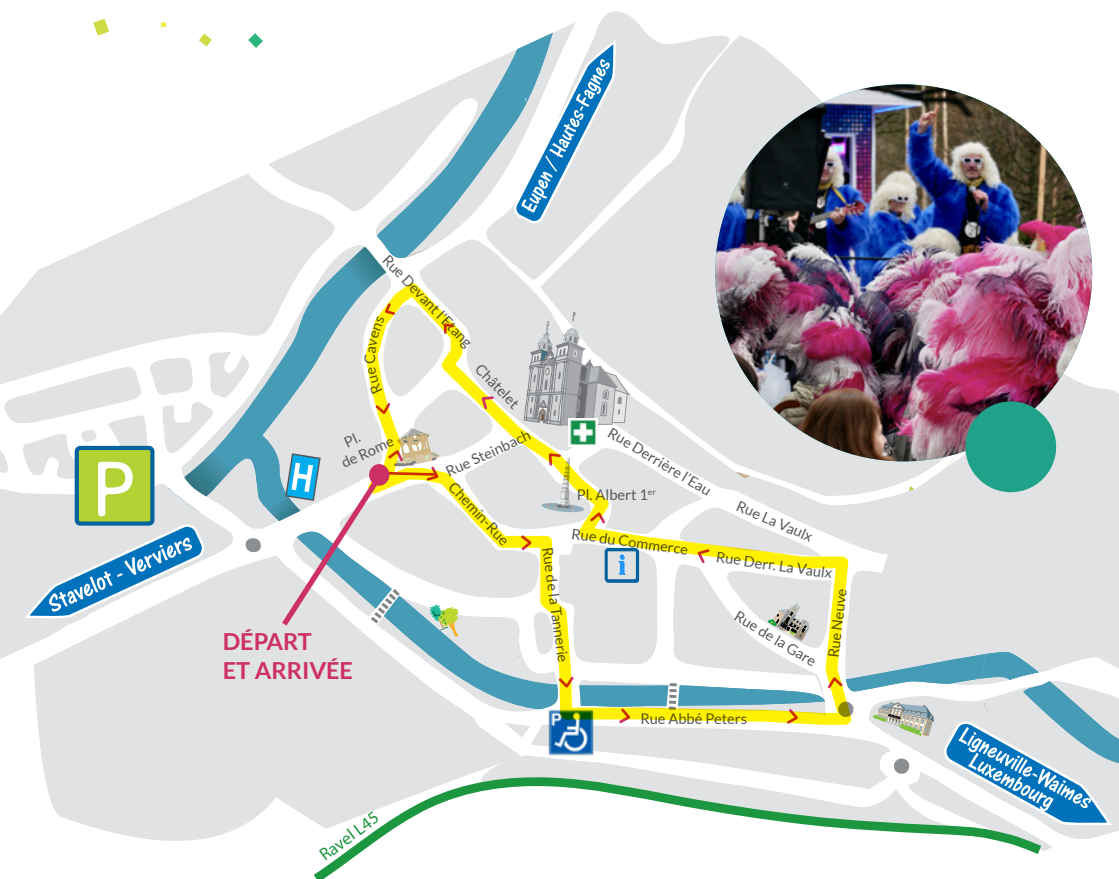 Eupen / Hautes-Fagnes
Rue Devant l'Etang
Rue Cavens
Châtelet
Pl.
de Rome
Rue Steinbach
Rue Derrière l'Eau
H
P
Chemin-Rue
Pl. Albert 1er
Rue La Vaulx
Rue du Commerce
Rue Derr. La Vaulx
i
Stavelot - Verviers
Rue de la Tannerie
Rue Neuve
Rue de la Gare
DÉPART
ET ARRIVÉE
P
Rue Abbé Peters
Ligneuville-Waimes
Luxembourg
Ravel L45